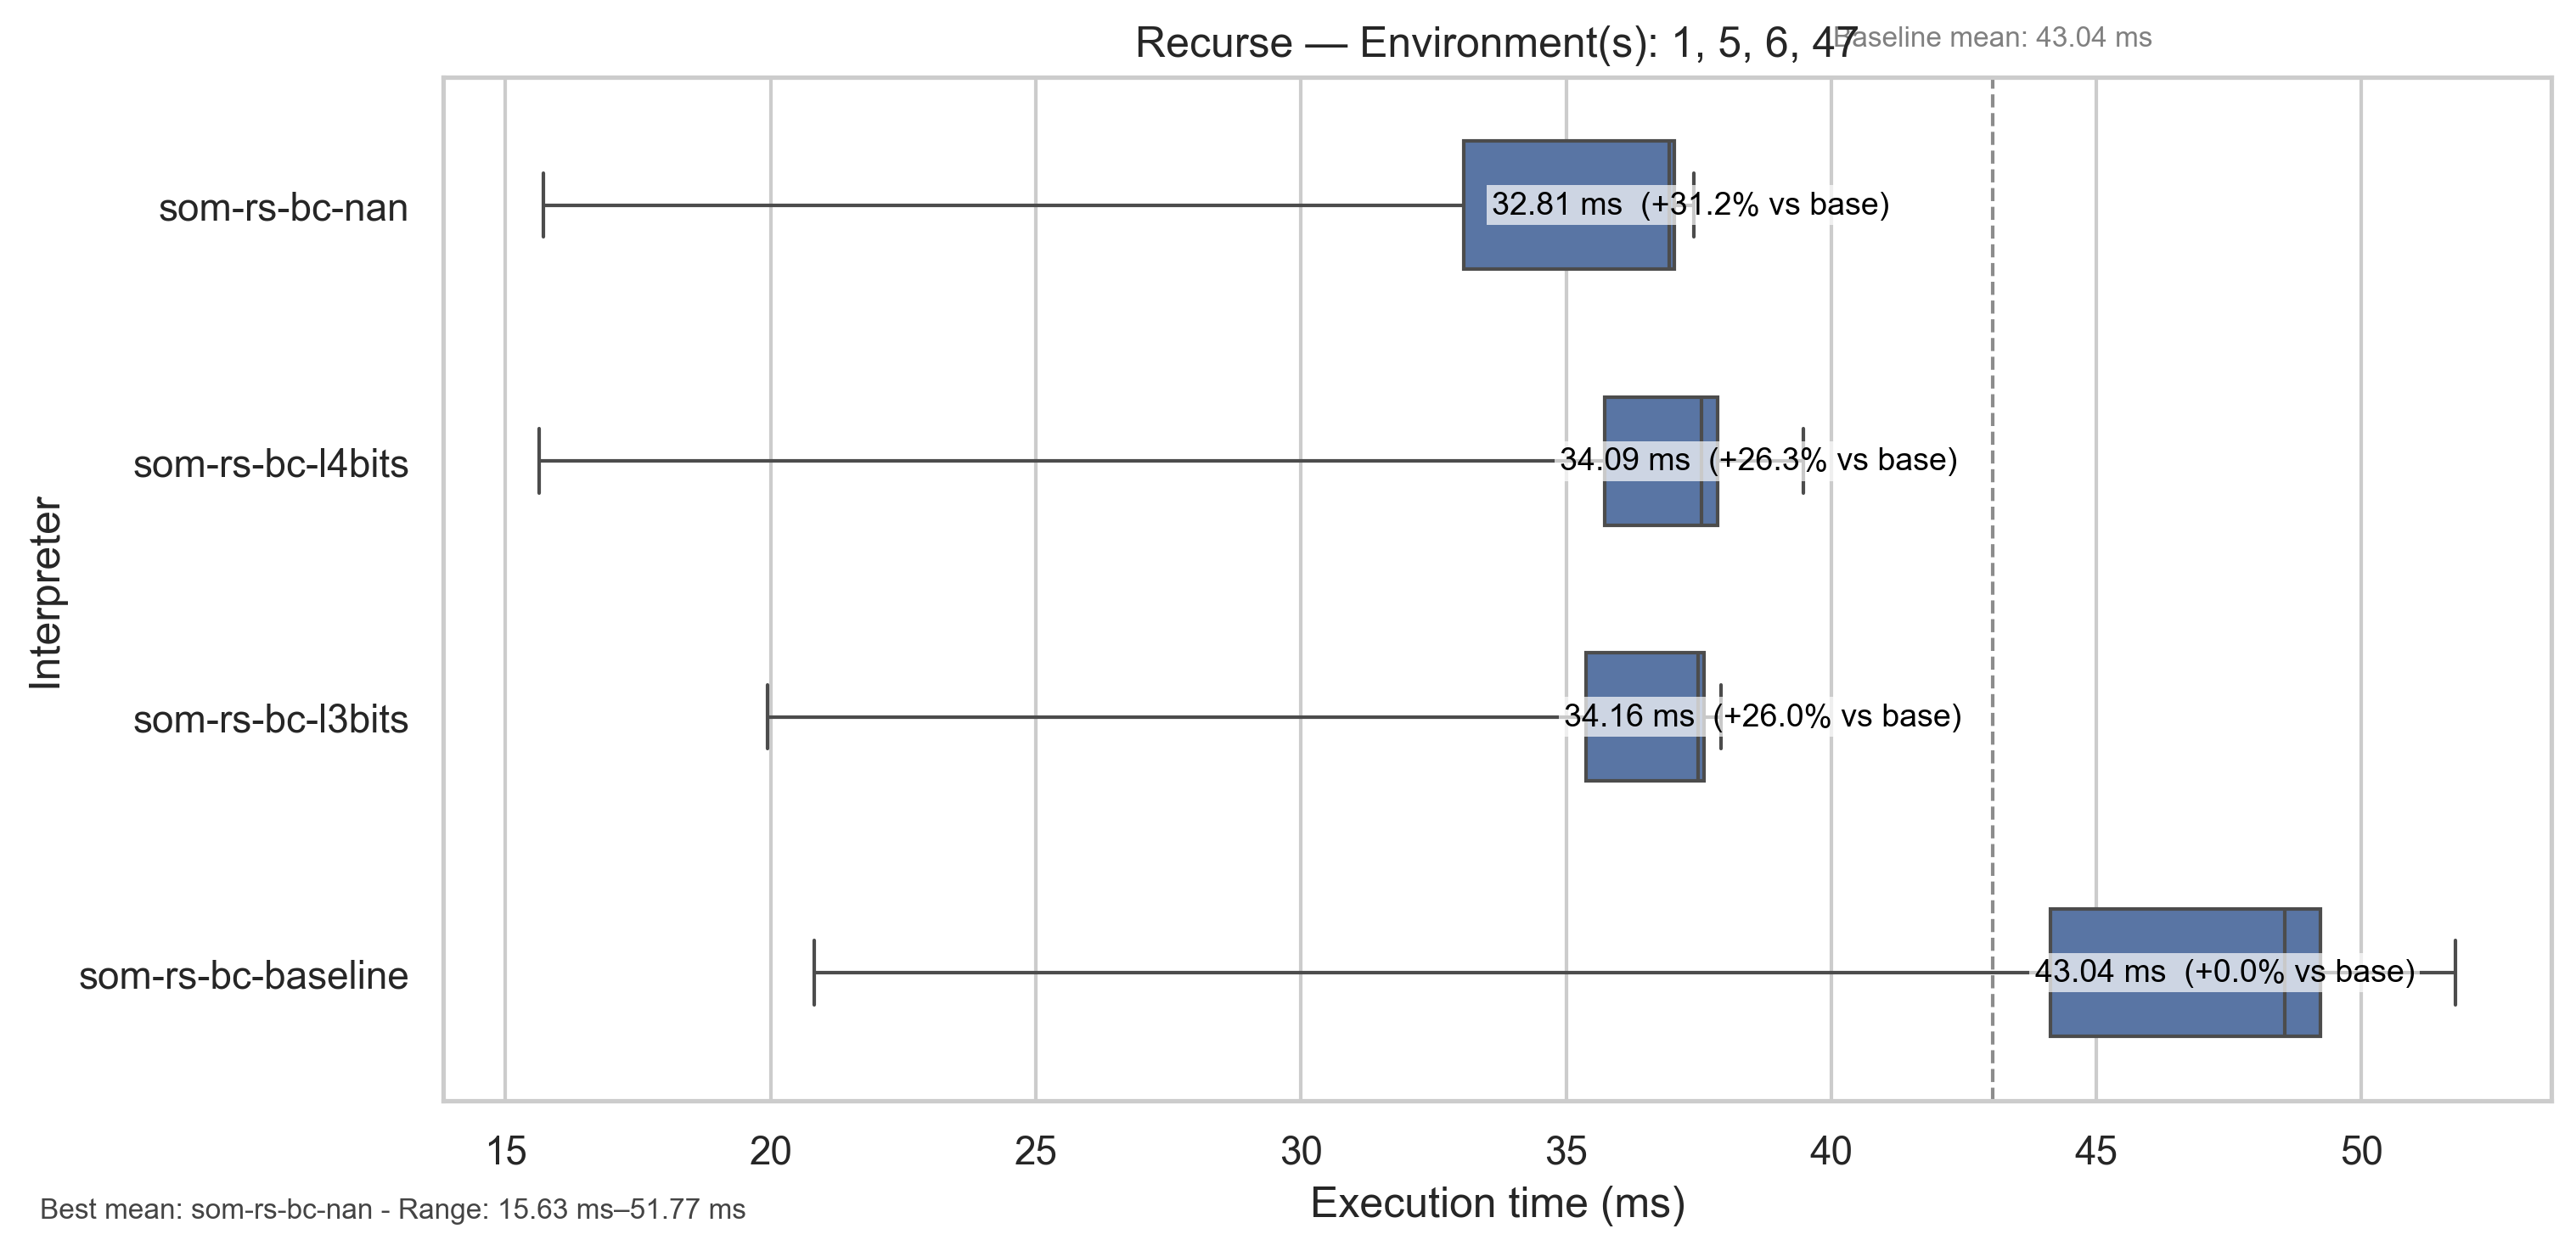 Recurse — Environment(s): 1, 5, 6, 47
Baseline mean: 43.04 ms
Interpreter
som-rs-bc-nan
32.81 ms (+31.2% vs base)
som-rs-bc-l4bits
34.09 ms (+26.3% vs base)
som-rs-bc-l3bits
34.16 ms (+26.0% vs base)
som-rs-bc-baseline
43.04 ms (+0.0% vs base)
15 20 25 30 35 40 45 50
Execution time (ms)
Best mean: som-rs-bc-nan - Range: 15.63 ms–51.77 ms